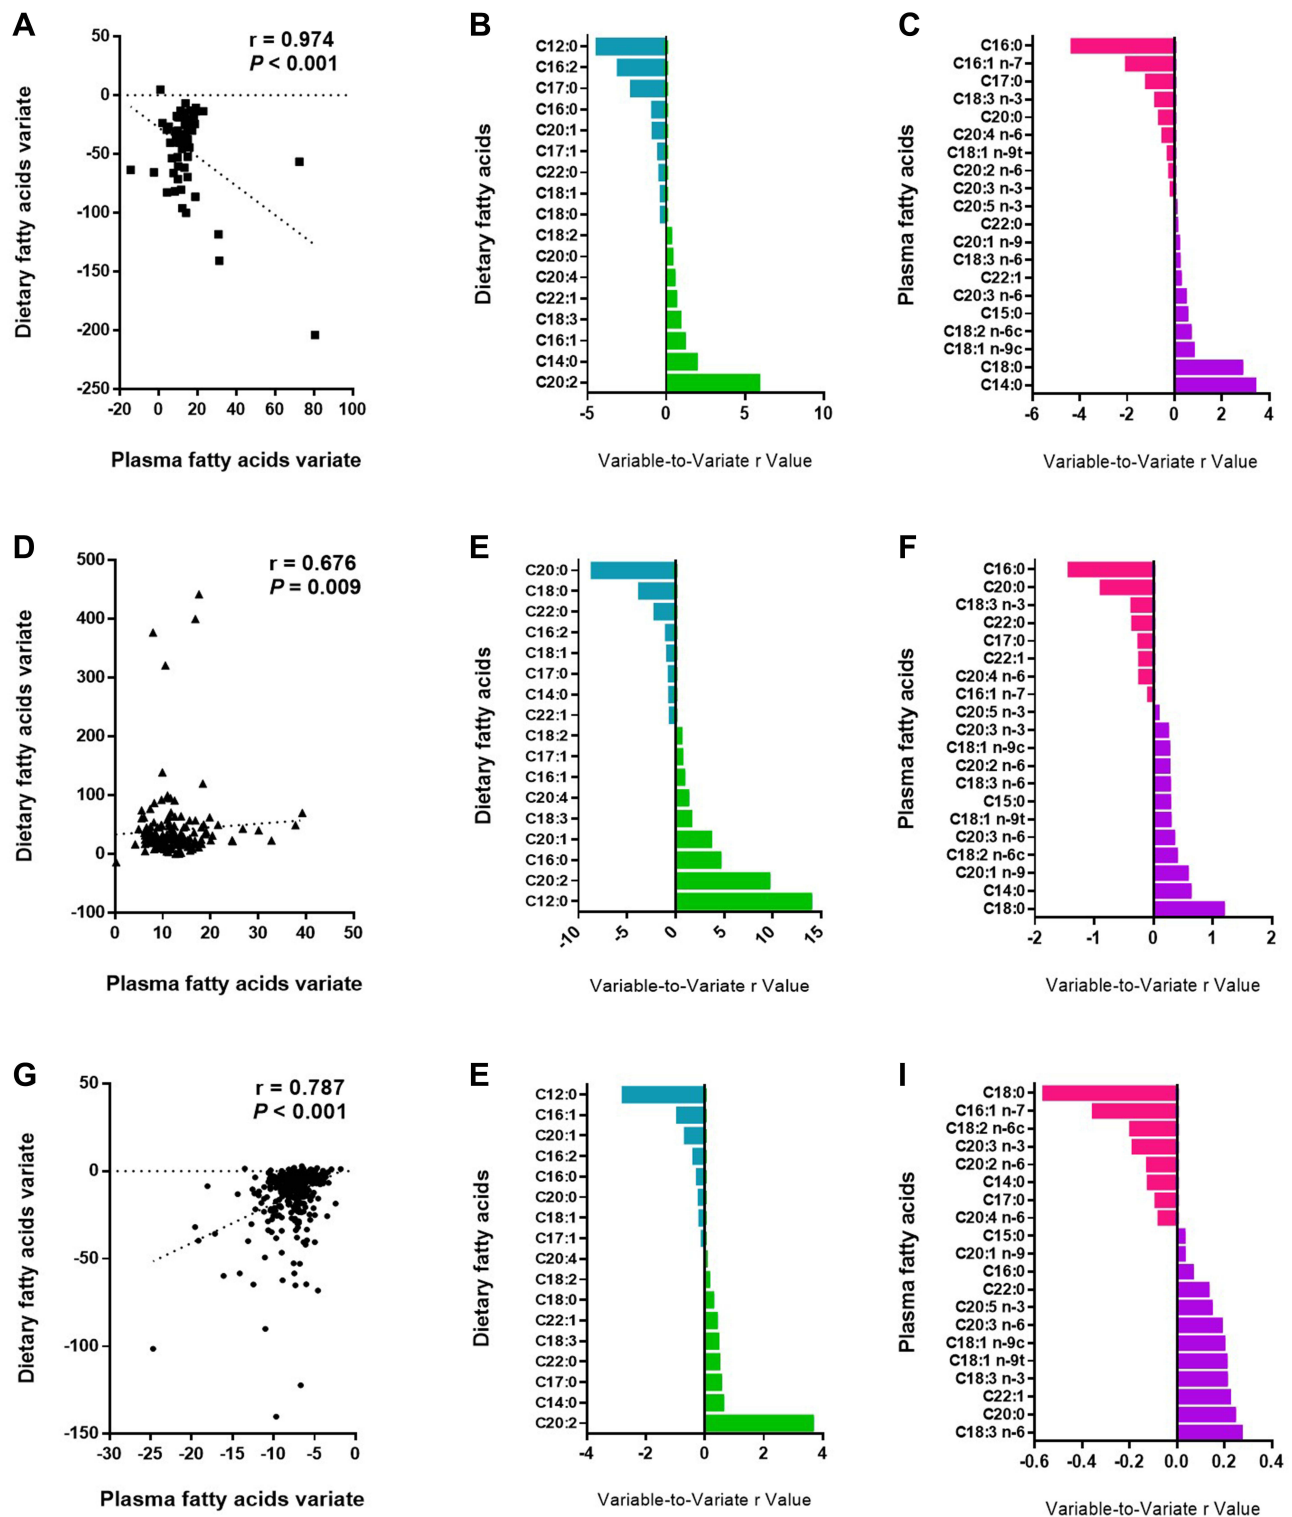 A
r = 0.974
P < 0.001
Dietary fatty acids variate
50
0
-50
-100
-150
-200
-250
-20 0 20 40 60 80 100
Plasma fatty acids variate
B
Dietary fatty acids
C12:0
C16:2
C17:0
C16:0
C20:1
C17:1
C22:0
C18:1
C18:0
C18:2
C20:0
C20:4
C22:1
C18:3
C16:1
C14:0
C20:2
-5 0 5 10
Variable-to-Variate r Value
C
Plasma fatty acids
C16:0
C16:1 n-7
C17:0
C18:3 n-3
C20:0
C20:4 n-6
C18:1 n-9t
C20:2 n-6
C20:3 n-3
C20:5 n-3
C22:0
C20:1 n-9
C18:3 n-6
C22:1
C20:3 n-6
C15:0
C18:2 n-6c
C18:1 n-9c
C18:0
C14:0
-6 -4 -2 0 2 4
Variable-to-Variate r Value
D
r = 0.676
P = 0.009
Dietary fatty acids variate
500
400
300
200
100
0
-100
0 10 20 30 40 50
Plasma fatty acids variate
E
Dietary fatty acids
C20:0
C18:0
C22:0
C16:2
C18:1
C17:0
C14:0
C22:1
C18:2
C17:1
C16:1
C20:4
C18:3
C20:1
C16:0
C20:2
C12:0
-10 -5 0 5 10 15
Variable-to-Variate r Value
F
Plasma fatty acids
C16:0
C20:0
C18:3 n-3
C22:0
C17:0
C22:1
C20:4 n-6
C16:1 n-7
C20:5 n-3
C20:3 n-3
C18:1 n-9c
C20:2 n-6
C18:3 n-6
C15:0
C18:1 n-9t
C20:3 n-6
C18:2 n-6c
C20:1 n-9
C14:0
C18:0
-2 -1 0 1 2
Variable-to-Variate r Value
G
r = 0.787
P < 0.001
Dietary fatty acids variate
50
0
-50
-100
-150
-30 -25 -20 -15 -10 -5 0
Plasma fatty acids variate
E
Dietary fatty acids
C12:0
C16:1
C20:1
C16:2
C16:0
C20:0
C18:1
C17:1
C20:4
C18:2
C18:0
C22:1
C18:3
C22:0
C17:0
C14:0
C20:2
-4 -2 0 2 4
Variable-to-Variate r Value
I
Plasma fatty acids
C18:0
C16:1 n-7
C18:2 n-6c
C20:3 n-3
C20:2 n-6
C14:0
C17:0
C20:4 n-6
C15:0
C20:1 n-9
C16:0
C22:0
C20:5 n-3
C20:3 n-6
C18:1 n-9c
C18:1 n-9t
C18:3 n-3
C22:1
C20:0
C18:3 n-6
-0.6 -0.4 -0.2 0.0 0.2 0.4
Variable-to-Variate r Value